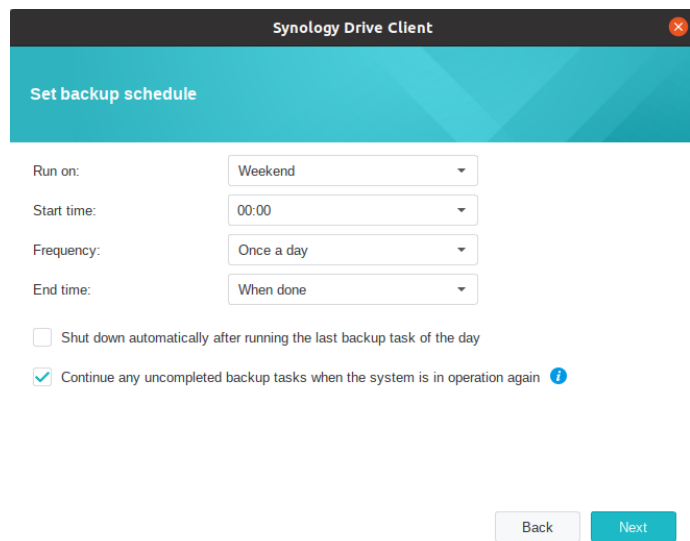 Synology Drive Client
Set backup schedule
Run on: Weekend
Start time: 00:00
Frequency: Once a day
End time: When done
Shut down automatically after running the last backup task of the day
Continue any uncompleted backup tasks when the system is in operation again i
Back Next